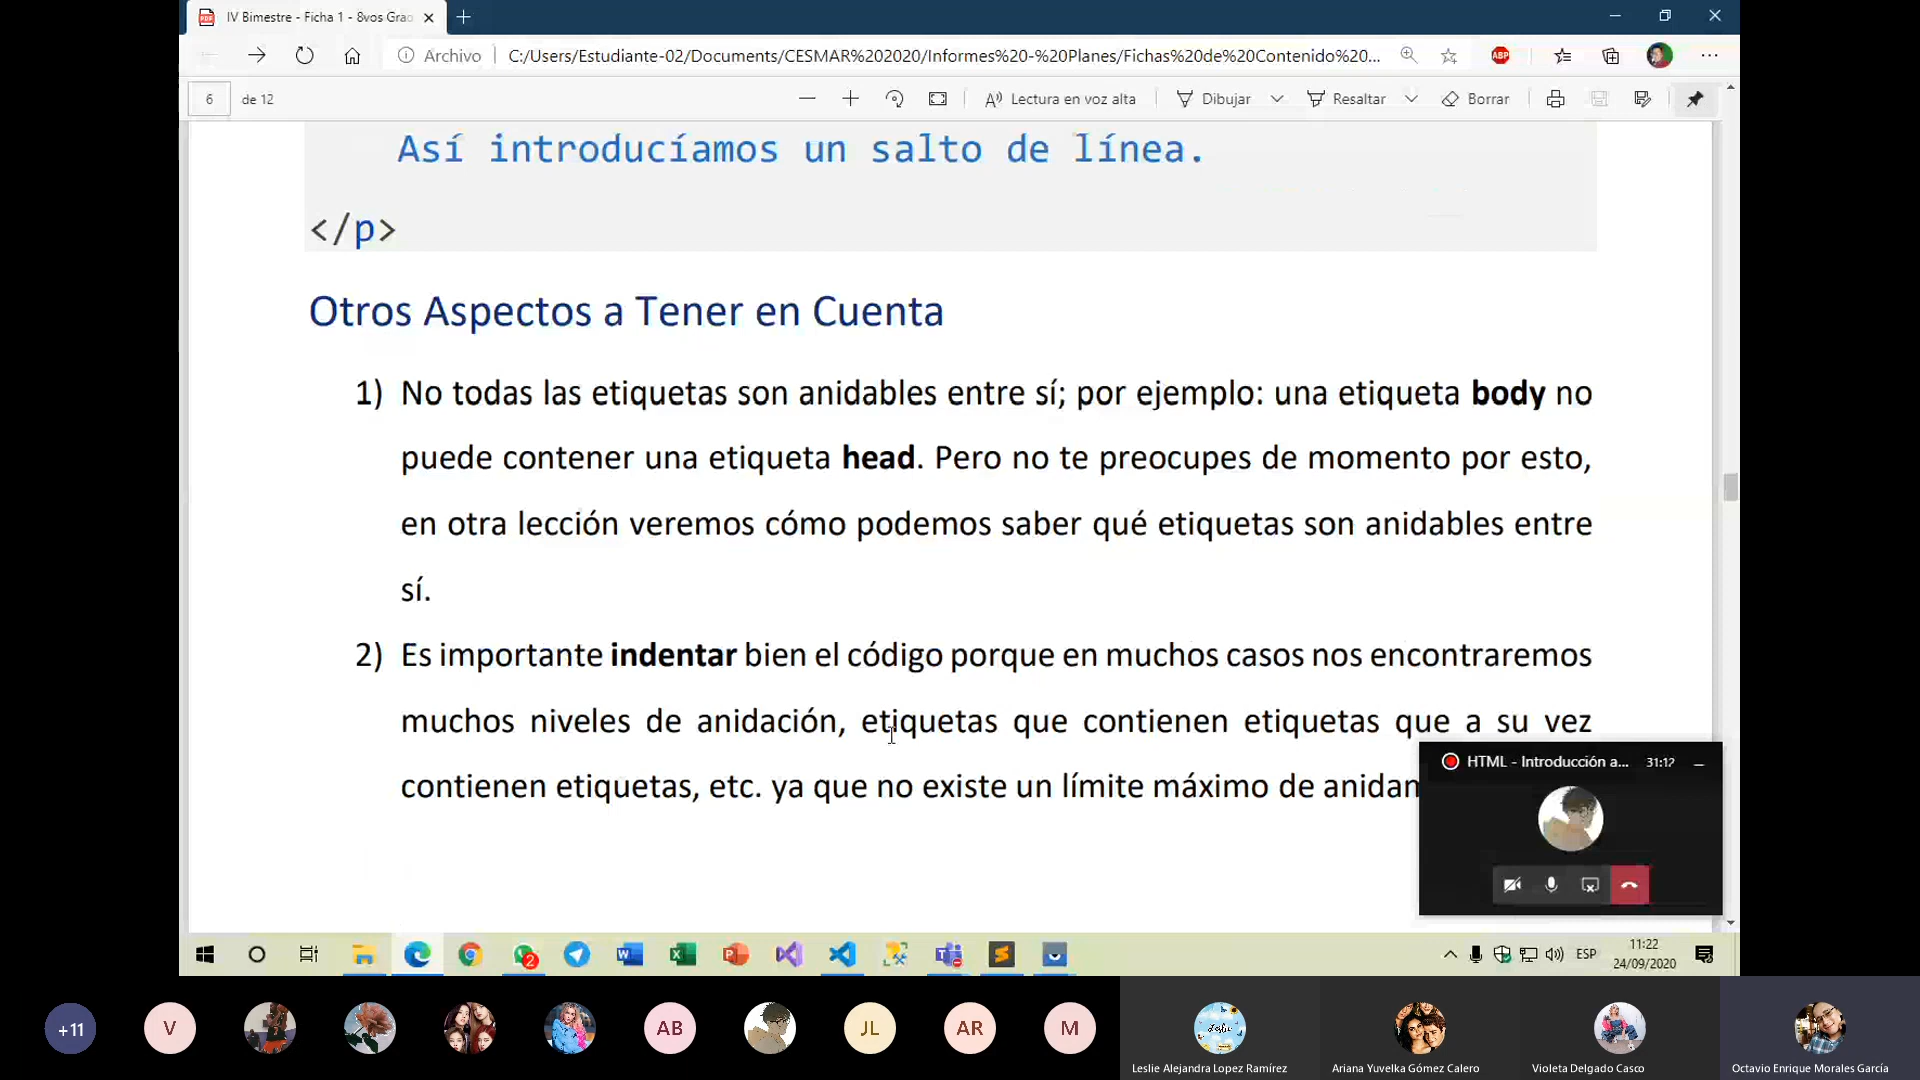 IV Bimestre - Ficha 1 - 8vos Grao
Archivo
C:/Users/Estudiante-02/Documents/CESMAR%202020/Informes%20-%20Planes/Fichas%20de%20Contenido%20...
ABP
6 de 12
Lectura en voz alta
Dibujar
Resaltar
Borrar
Así introducíamos un salto de línea.
</p>
Otros Aspectos a Tener en Cuenta
1) No todas las etiquetas son anidables entre sí; por ejemplo: una etiqueta body no
puede contener una etiqueta head. Pero no te preocupes de momento por esto,
en otra lección veremos cómo podemos saber qué etiquetas son anidables entre
sí.
2) Es importante indentar bien el código porque en muchos casos nos encontraremos
muchos niveles de anidación, etiquetas que contienen etiquetas que a su vez
contienen etiquetas, etc. ya que no existe un límite máximo de anidam
HTML - Introducción a... 31:12
2
ESP
11:22
24/09/2020
+11
V
AB
JL
AR
M
Leslie Alejandra Lopez Ramírez
Ariana Yuvelka Gómez Calero
Violeta Delgado Casco
Octavio Enrique Morales García